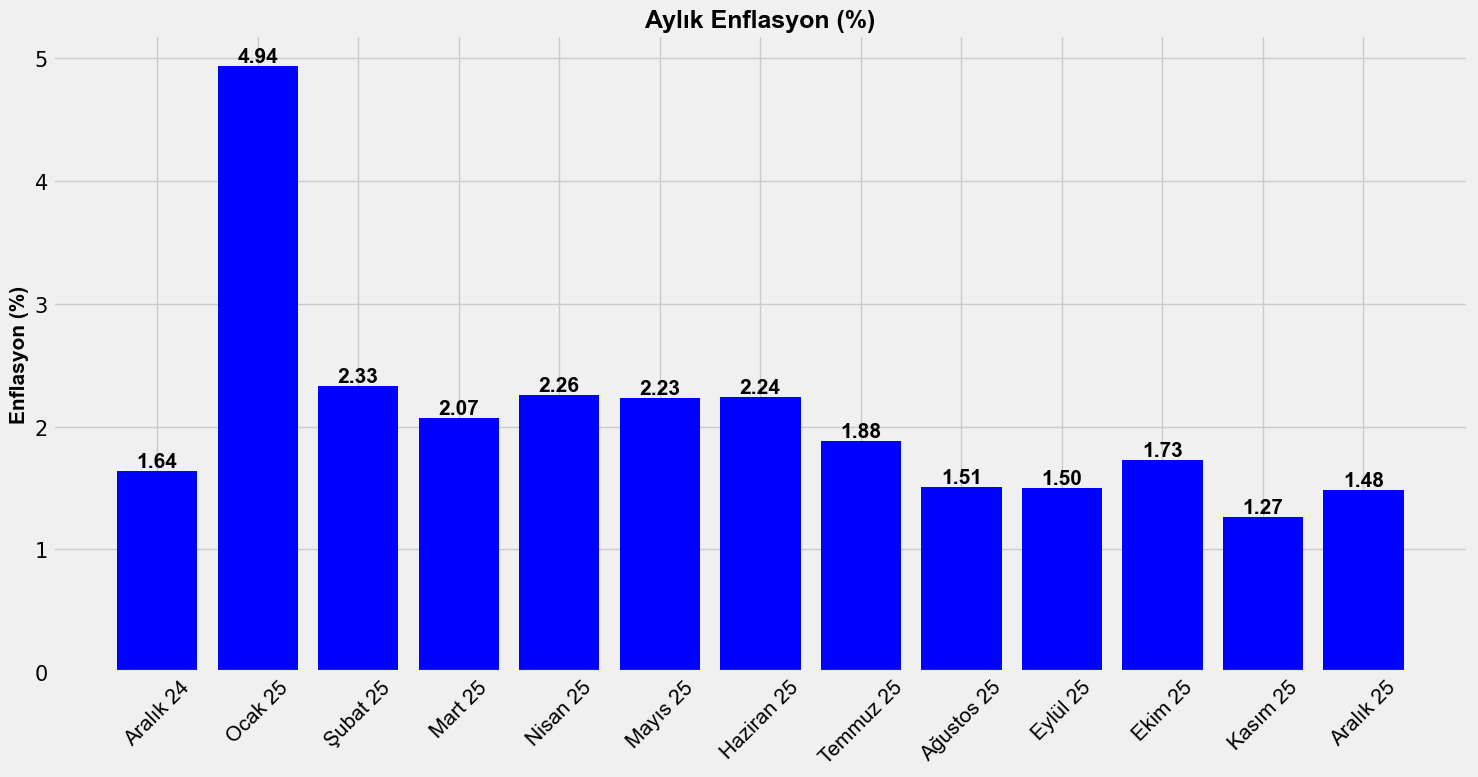 Aylık Enflasyon (%)
Enflasyon (%)
5
4
3
2
1
0
1.64
4.94
2.33
2.07
2.26
2.23
2.24
1.88
1.51
1.50
1.73
1.27
1.48
Aralık 24
Ocak 25
Şubat 25
Mart 25
Nisan 25
Mayıs 25
Haziran 25
Temmuz 25
Ağustos 25
Eylül 25
Ekim 25
Kasım 25
Aralık 25